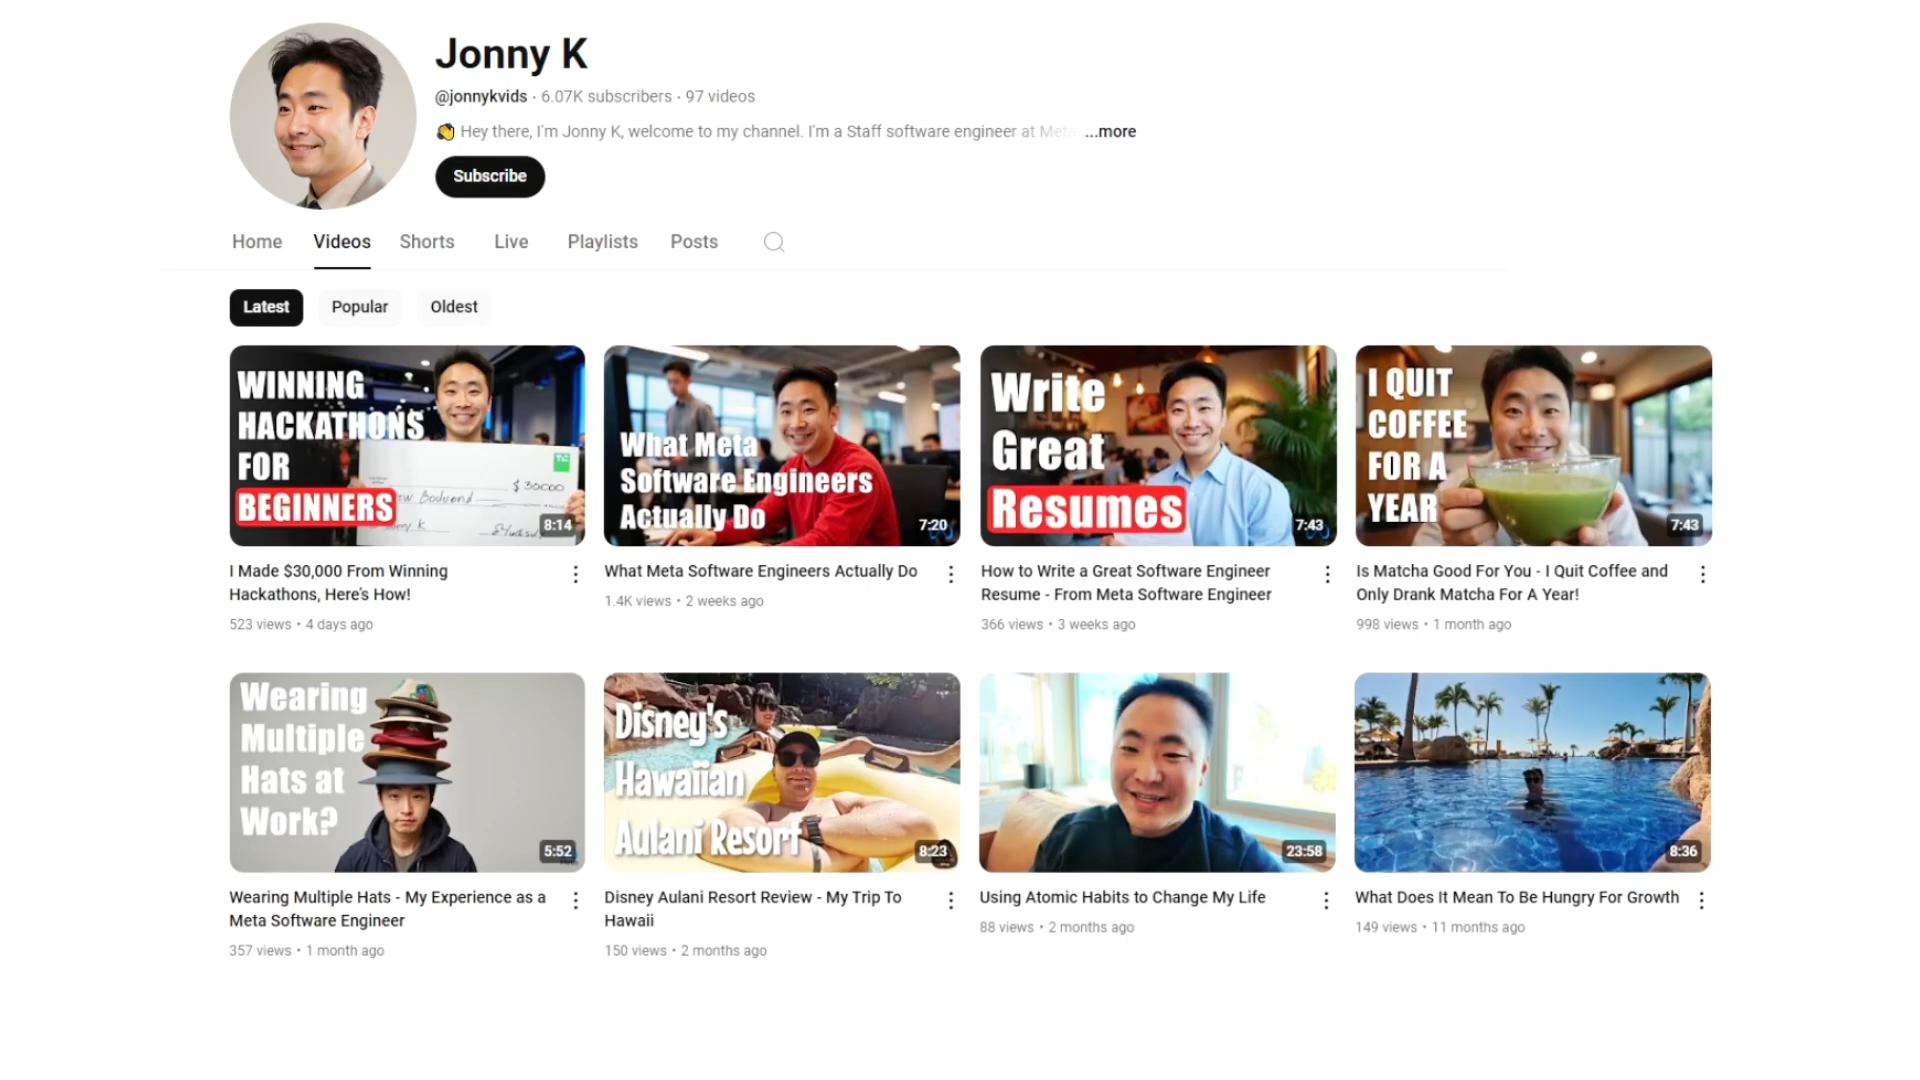 Jonny K
@jonnykvids · 6.07K subscribers · 97 videos
Hey there, I'm Jonny K, welcome to my channel. I'm a Staff software engineer at Meta ...more
Subscribe
Home Videos Shorts Live Playlists Posts
Latest Popular Oldest
WINNING
HACKATHONS
FOR
BEGINNERS
TC
$30000
8:14
What Meta
Software Engineers
Actually Do
7:20
Write
Great
Resumes
7:43
I QUIT
COFFEE
FOR A
YEAR
7:43
I Made $30,000 From Winning
Hackathons, Here's How!
523 views • 4 days ago
What Meta Software Engineers Actually Do
1.4K views • 2 weeks ago
How to Write a Great Software Engineer
Resume - From Meta Software Engineer
366 views • 3 weeks ago
Is Matcha Good For You - I Quit Coffee and
Only Drank Matcha For A Year!
998 views • 1 month ago
Wearing
Multiple
Hats at
Work?
5:52
Disney's
Hawaiian
Aulani Resort
8:23
23:58
8:36
Wearing Multiple Hats - My Experience as a
Meta Software Engineer
357 views • 1 month ago
Disney Aulani Resort Review - My Trip To
Hawaii
150 views • 2 months ago
Using Atomic Habits to Change My Life
88 views • 2 months ago
What Does It Mean To Be Hungry For Growth
149 views • 11 months ago